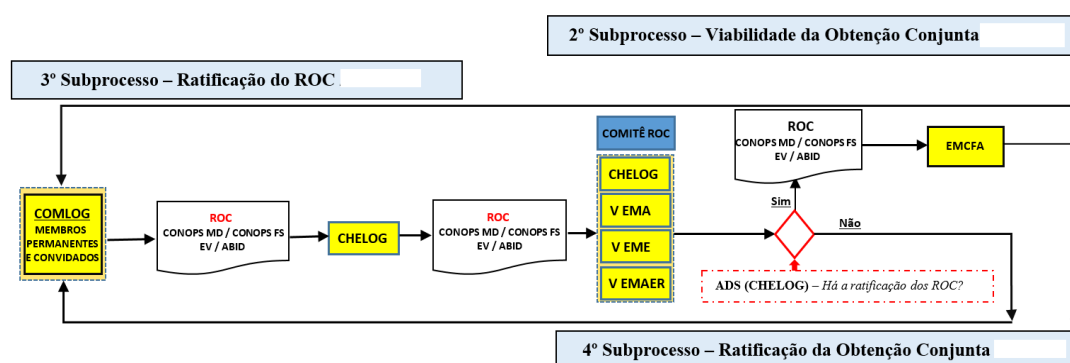 2º Subprocesso – Viabilidade da Obtenção Conjunta
3º Subprocesso – Ratificação do ROC
COMLOG
MEMBROS
PERMANENTES
E CONVIDADOS
ROC
CONOPS MD / CONOPS FS
EV / ABID
CHELOG
ROC
CONOPS MD / CONOPS FS
EV / ABID
COMITÊ ROC
CHELOG
V EMA
V EME
V EMAER
ROC
CONOPS MD / CONOPS FS
EV / ABID
EMCFA
Sim
Não
ADS (CHELOG) – Há a ratificação dos ROC?
4º Subprocesso – Ratificação da Obtenção Conjunta